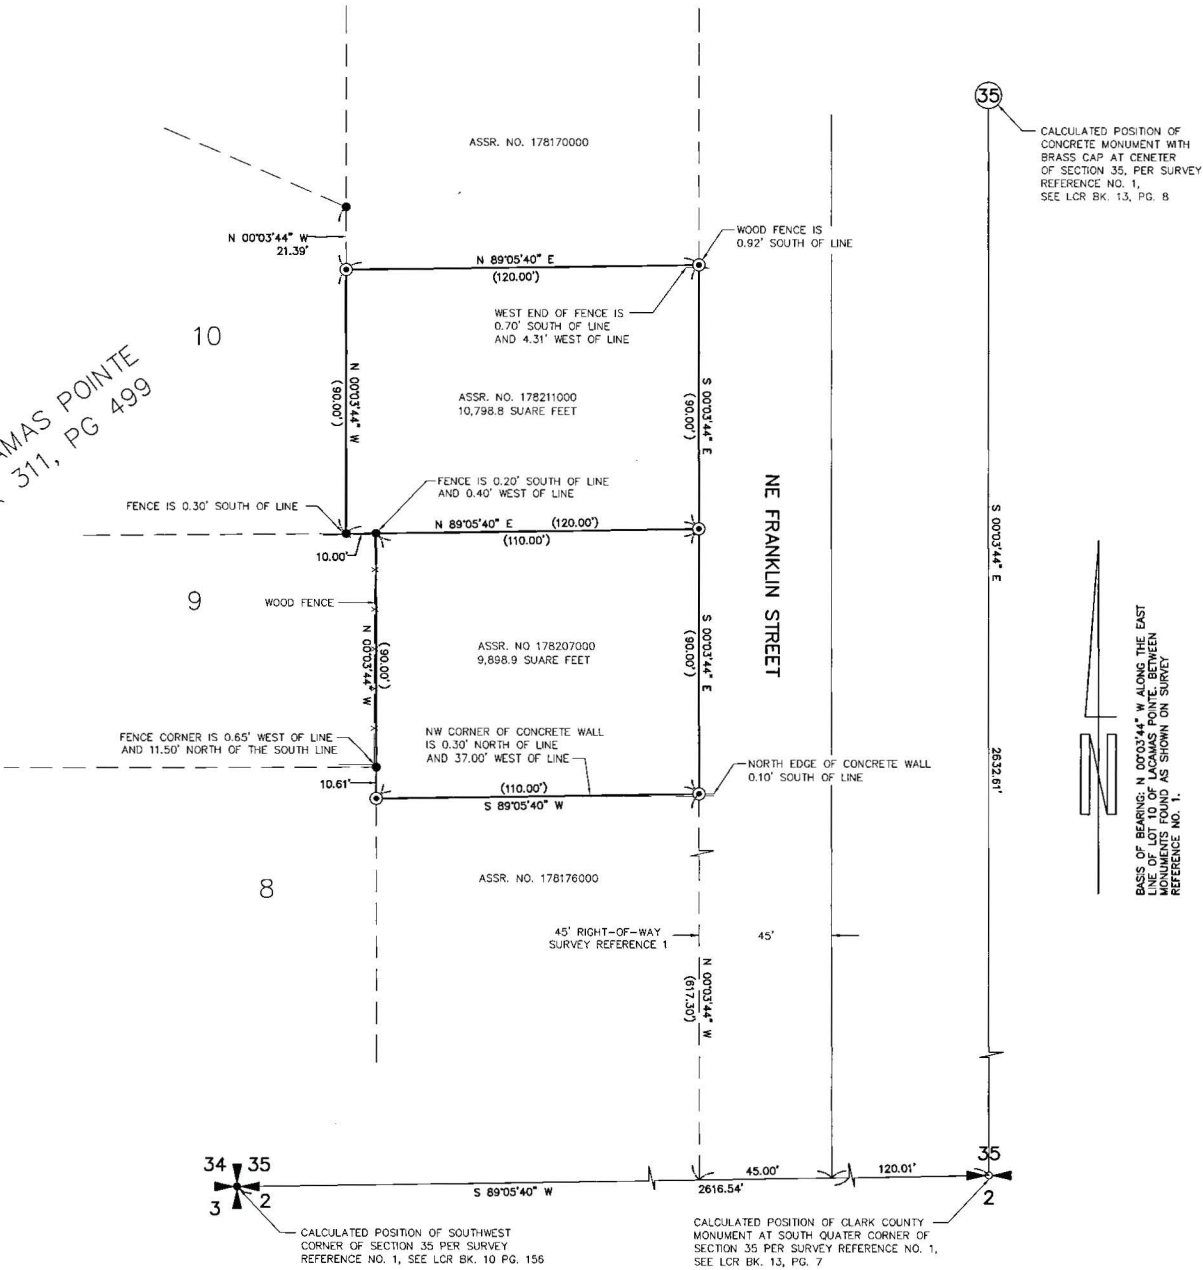 35
CALCULATED POSITION OF
CONCRETE MONUMENT WITH
BRASS CAP AT CENETER
OF SECTION 35, PER SURVEY
REFERENCE NO. 1,
SEE LCR BK. 13, PG. 8
ASSR. NO. 178170000
N 00°03'44" W
21.39'
WOOD FENCE IS
0.92' SOUTH OF LINE
N 89°05'40" E
(120.00')
WEST END OF FENCE IS
0.70' SOUTH OF LINE
AND 4.31' WEST OF LINE
10
AMAS POINTE
311, PG 499
N 00°03'44" W
(90.00')
ASSR. NO. 178211000
10,798.8 SUARE FEET
S 00°03'44" E
(90.00')
FENCE IS 0.20' SOUTH OF LINE
AND 0.40' WEST OF LINE
FENCE IS 0.30' SOUTH OF LINE
N 89°05'40" E (120.00')
(110.00')
10.00'
NE FRANKLIN STREET
S 00°03'44" E
2632.61'
9
WOOD FENCE
N 00°03'44" W
(90.00')
ASSR. NO 178207000
9,898.9 SUARE FEET
S 00°03'44" E
(90.00')
FENCE CORNER IS 0.65' WEST OF LINE
AND 11.50' NORTH OF THE SOUTH LINE
NW CORNER OF CONCRETE WALL
IS 0.30' NORTH OF LINE
AND 37.00' WEST OF LINE
NORTH EDGE OF CONCRETE WALL
0.10' SOUTH OF LINE
10.61'
(110.00')
S 89°05'40" W
N
BASIS OF BEARING: N 00°03'44" W ALONG THE EAST
LINE OF LOT 10 OF LACAMAS POINTE. BETWEEN
MONUMENTS FOUND AS SHOWN ON SURVEY
REFERENCE NO. 1.
8
ASSR. NO. 178176000
45' RIGHT-OF-WAY
SURVEY REFERENCE 1
45'
N 00°03'44" W
(617.30')
34 35
3 2
S 89°05'40" W
45.00'
2616.54'
120.01'
35
2
CALCULATED POSITION OF SOUTHWEST
CORNER OF SECTION 35 PER SURVEY
REFERENCE NO. 1, SEE LCR BK. 10 PG. 156
CALCULATED POSITION OF CLARK COUNTY
MONUMENT AT SOUTH QUATER CORNER OF
SECTION 35 PER SURVEY REFERENCE NO. 1,
SEE LCR BK. 13, PG. 7